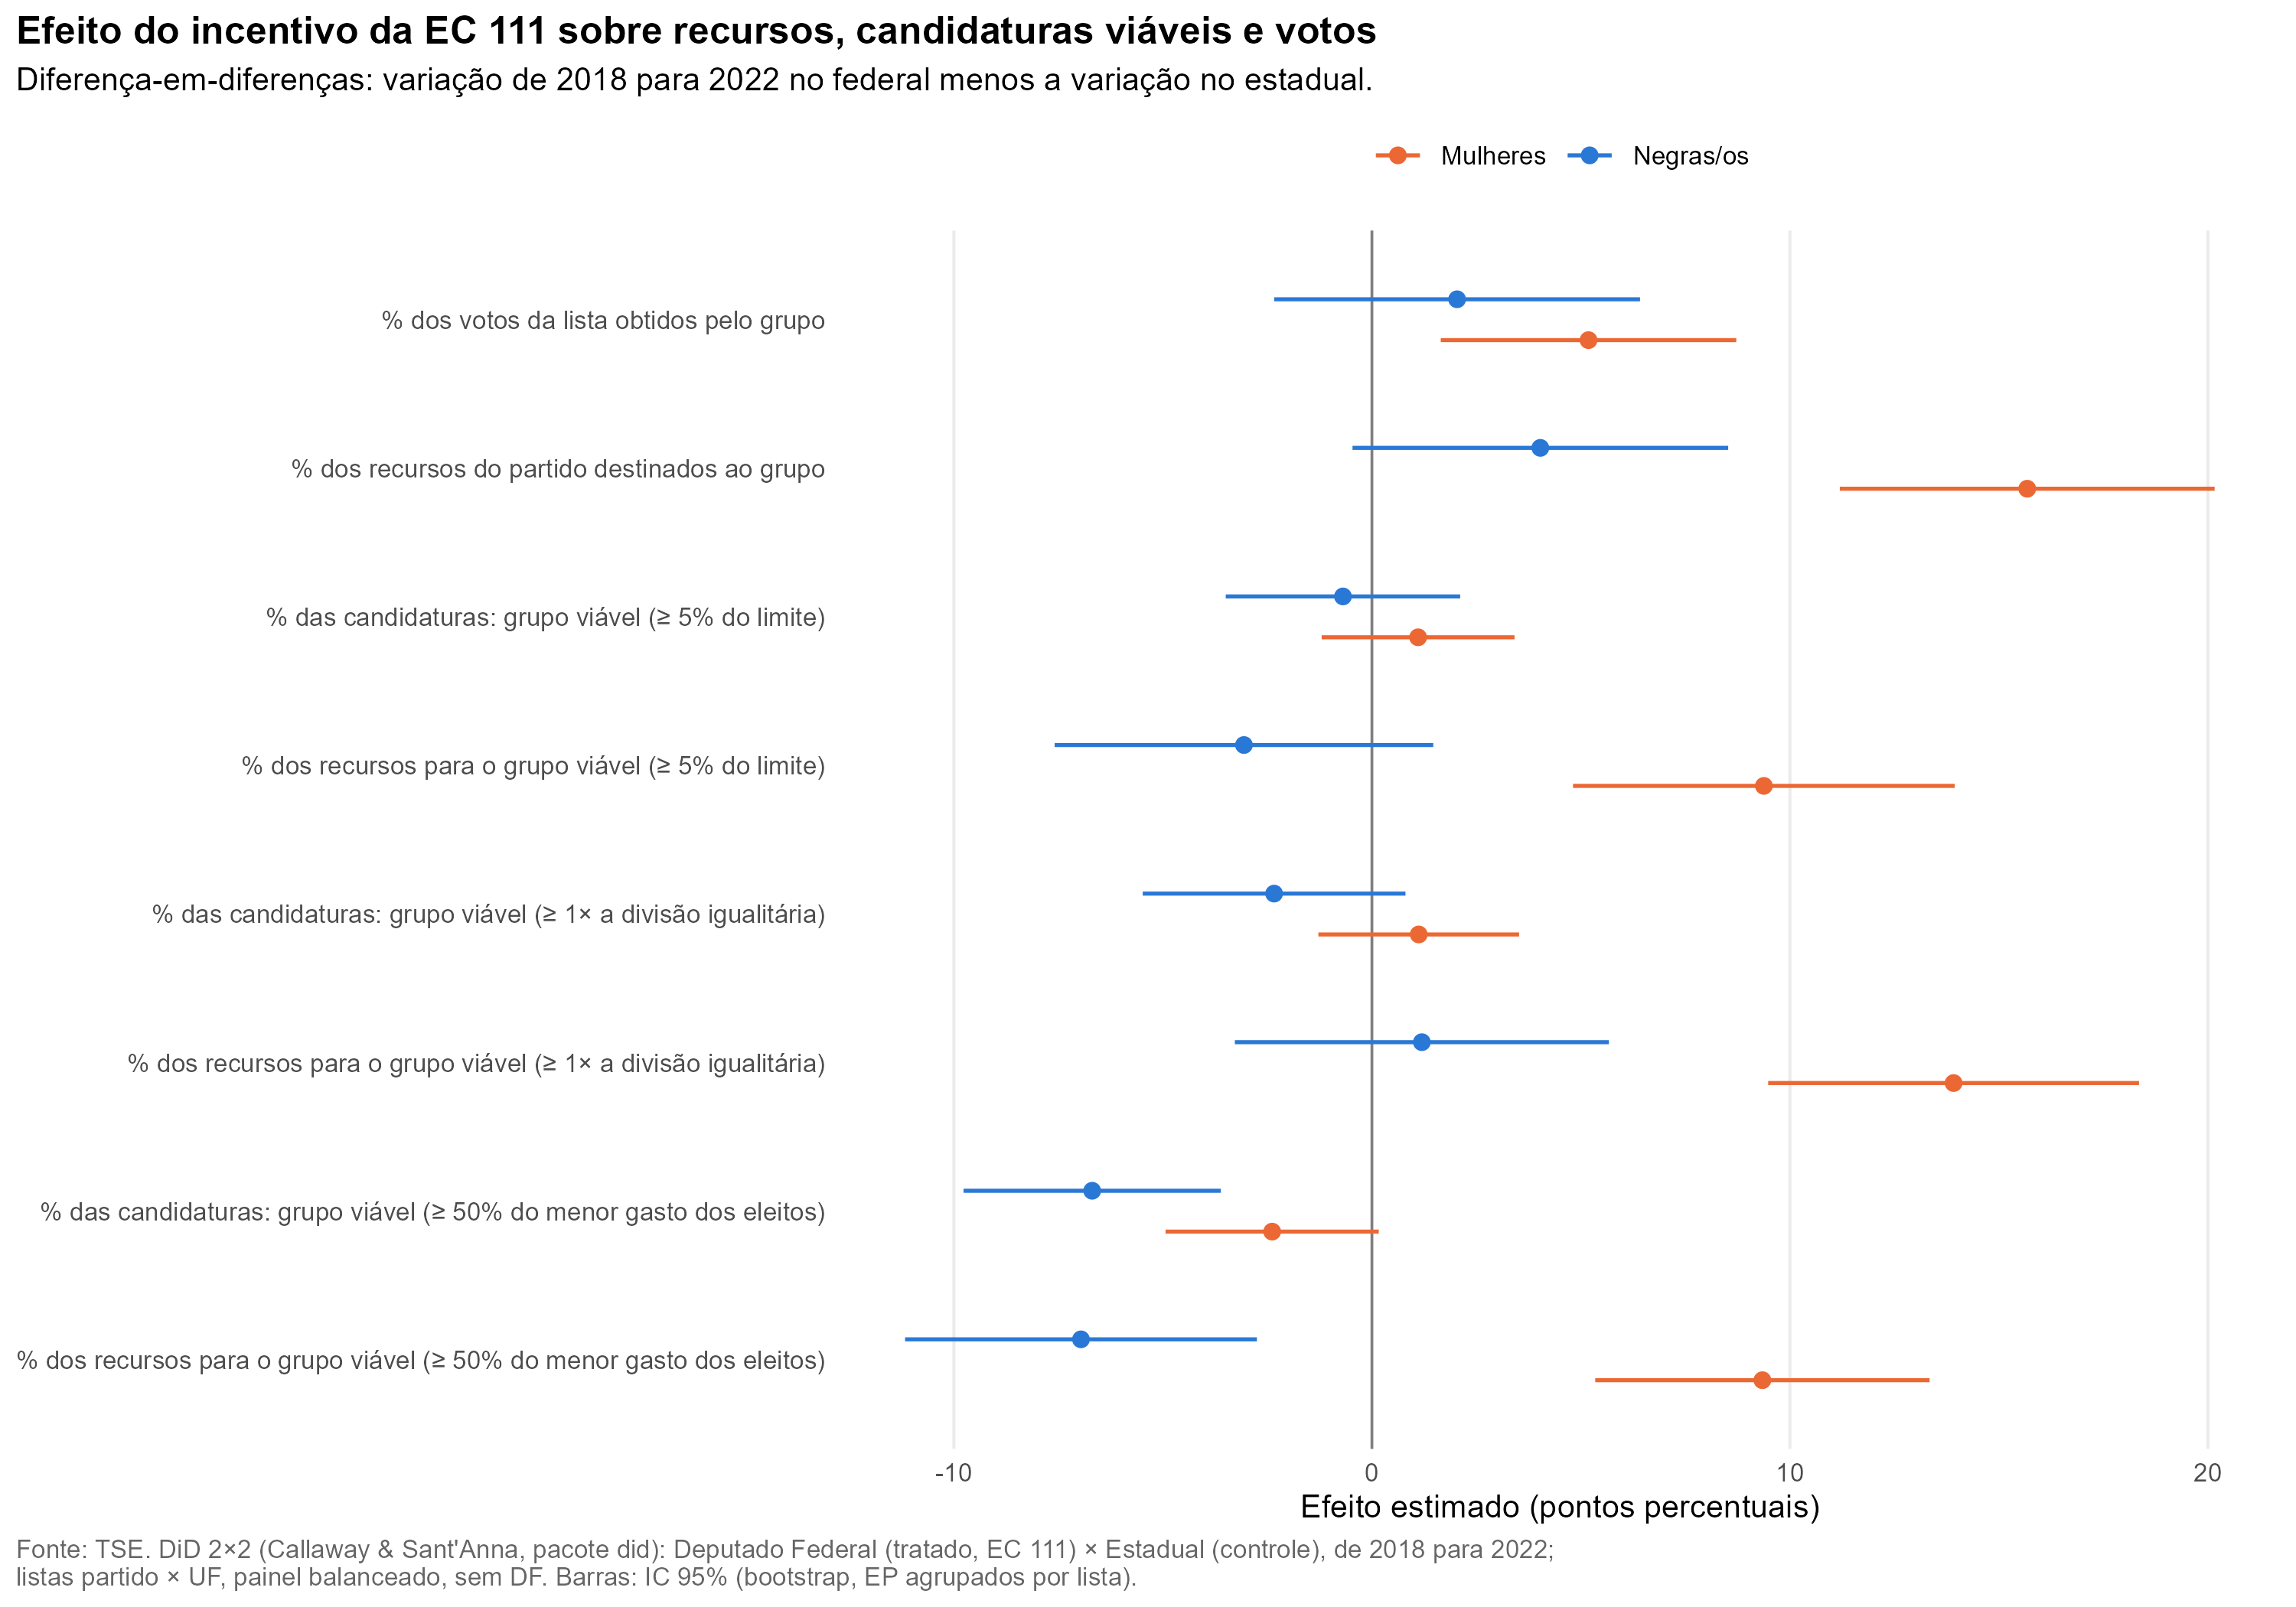 Efeito do incentivo da EC 111 sobre recursos, candidaturas viáveis e votos
Diferença-em-diferenças: variação de 2018 para 2022 no federal menos a variação no estadual.
Mulheres
Negras/os
% dos votos da lista obtidos pelo grupo
% dos recursos do partido destinados ao grupo
% das candidaturas: grupo viável (≥ 5% do limite)
% dos recursos para o grupo viável (≥ 5% do limite)
% das candidaturas: grupo viável (≥ 1× a divisão igualitária)
% dos recursos para o grupo viável (≥ 1× a divisão igualitária)
% das candidaturas: grupo viável (≥ 50% do menor gasto dos eleitos)
% dos recursos para o grupo viável (≥ 50% do menor gasto dos eleitos)
-10
0
10
20
Efeito estimado (pontos percentuais)
Fonte: TSE. DiD 2×2 (Callaway & Sant'Anna, pacote did): Deputado Federal (tratado, EC 111) × Estadual (controle), de 2018 para 2022;
listas partido × UF, painel balanceado, sem DF. Barras: IC 95% (bootstrap, EP agrupados por lista).